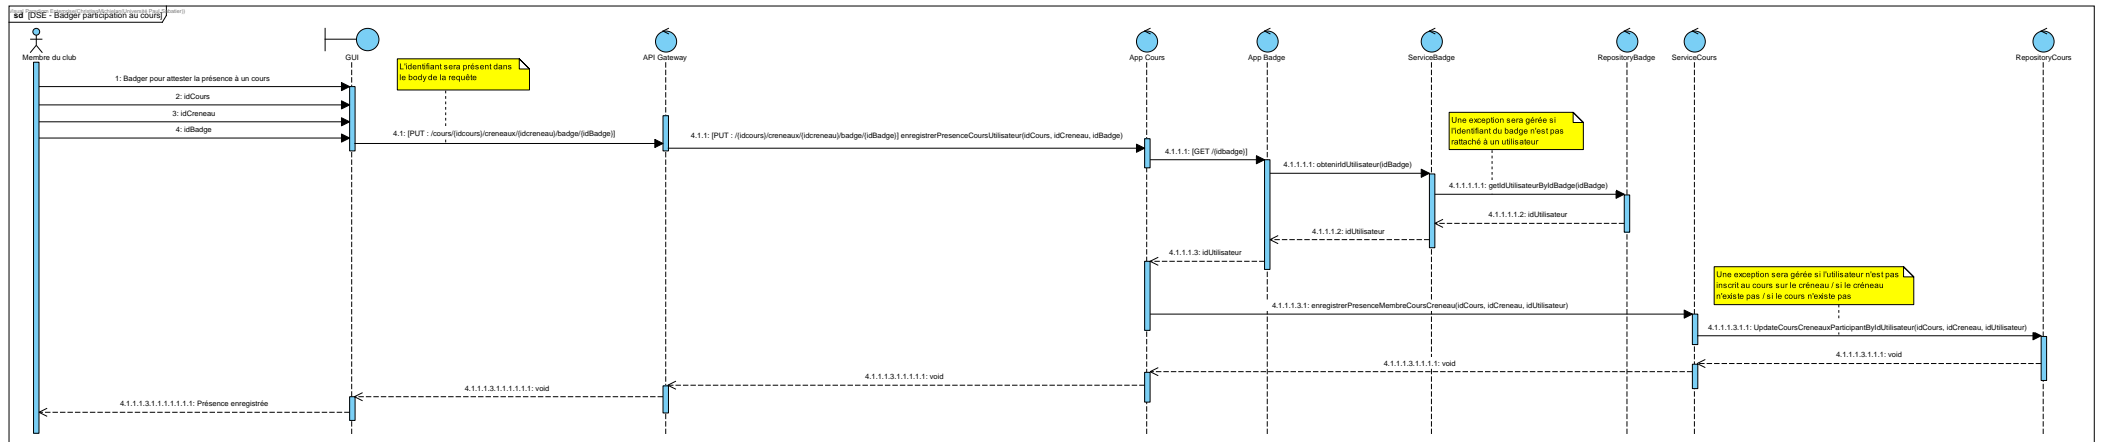 sd [DSE - Badger participation au cours]
Membre du club
GUI
API Gateway
App Cours
App Badge
ServiceBadge
RepositoryBadge
ServiceCours
RepositoryCours
L'identifiant sera présent dans
le body de la requête
1: Badger pour attester la présence à un cours
2: idCours
3: idCreneau
4: idBadge
4.1: [PUT : /cours/(idcours)/creneaux/(idcreneau)/badge/(idBadge)]
4.1.1: [PUT : /(idcours)/creneaux/(idcreneau)/badge/(idBadge)] enregistrerPresenceCoursUtilisateur(idCours, idCreneau, idBadge)
4.1.1.1: [GET /(idbadge)]
4.1.1.1.1: obtenirIdUtilisateur(idBadge)
Une exception sera gérée si
l'identifiant du badge n'est pas
rattaché à un utilisateur
4.1.1.1.1.1: getIdUtilisateurByIdBadge(idBadge)
4.1.1.1.1.2: idUtilisateur
4.1.1.1.2: idUtilisateur
4.1.1.1.3: idUtilisateur
Une exception sera gérée si l'utilisateur n'est pas
inscrit au cours sur le créneau / si le créneau
n'existe pas / si le cours n'existe pas
4.1.1.1.3.1: enregistrerPresenceMembreCoursCreneau(idCours, idCreneau, idUtilisateur)
4.1.1.1.3.1.1: UpdateCoursCreneauxParticipantByIdUtilisateur(idCours, idCreneau, idUtilisateur)
4.1.1.1.3.1.1.1: void
4.1.1.1.3.1.1.1.1: void
4.1.1.1.3.1.1.1.1.1: void
4.1.1.1.3.1.1.1.1.1.1: void
4.1.1.1.3.1.1.1.1.1.1.1: Présence enregistrée